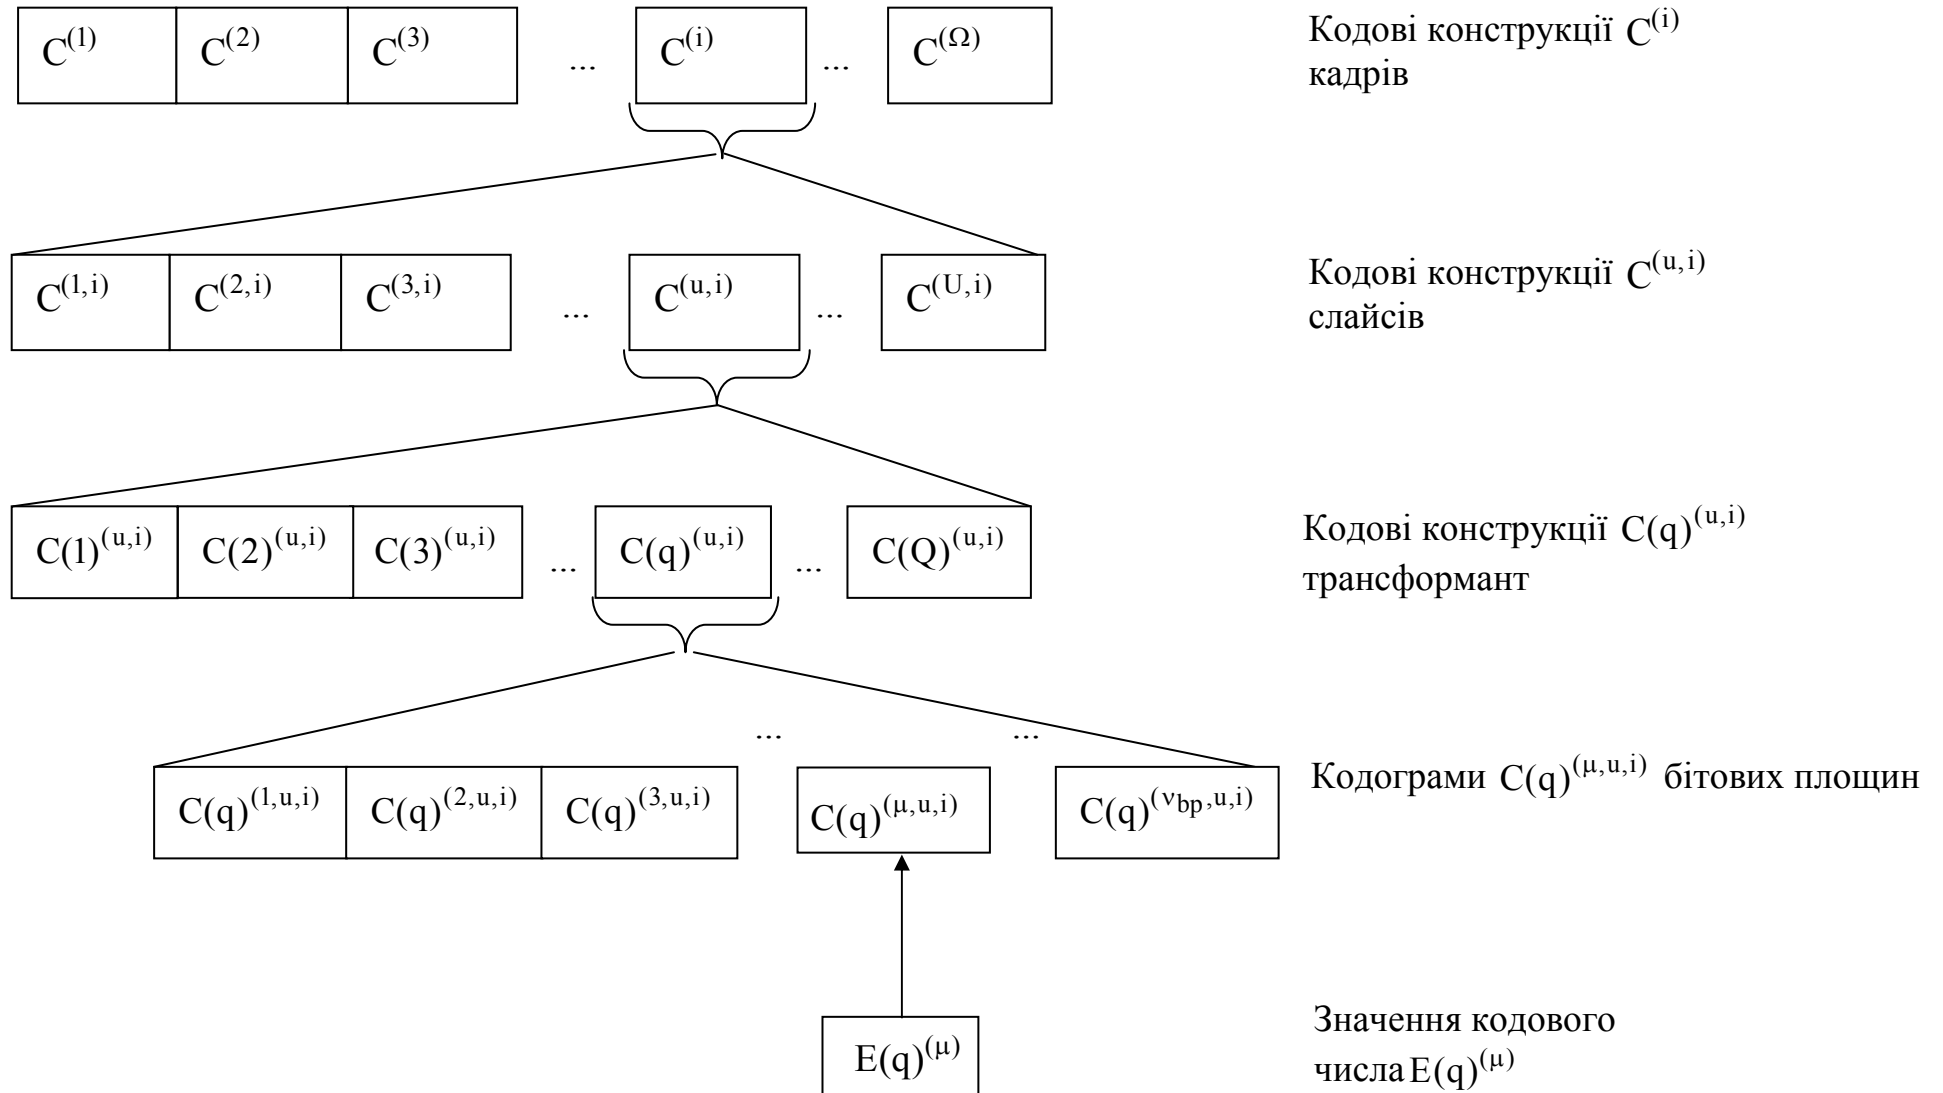 C⁽¹⁾ C⁽²⁾ C⁽³⁾ ... C⁽ⁱ⁾ ... C^(Ω)
Кодові конструкції C⁽ⁱ⁾
кадрів
C^(1,i) C^(2,i) C^(3,i) ... C^(u,i) ... C^(U,i)
Кодові конструкції C^(u,i)
слайсів
C(1)^(u,i) C(2)^(u,i) C(3)^(u,i) ... C(q)^(u,i) ... C(Q)^(u,i)
Кодові конструкції C(q)^(u,i)
трансформант
... ...
C(q)^(1,u,i) C(q)^(2,u,i) C(q)^(3,u,i) C(q)^(μ,u,i) C(q)^(ν_bp,u,i)
Кодограми C(q)^(μ,u,i) бітових площин
E(q)^(μ)
Значення кодового
числа E(q)^(μ)